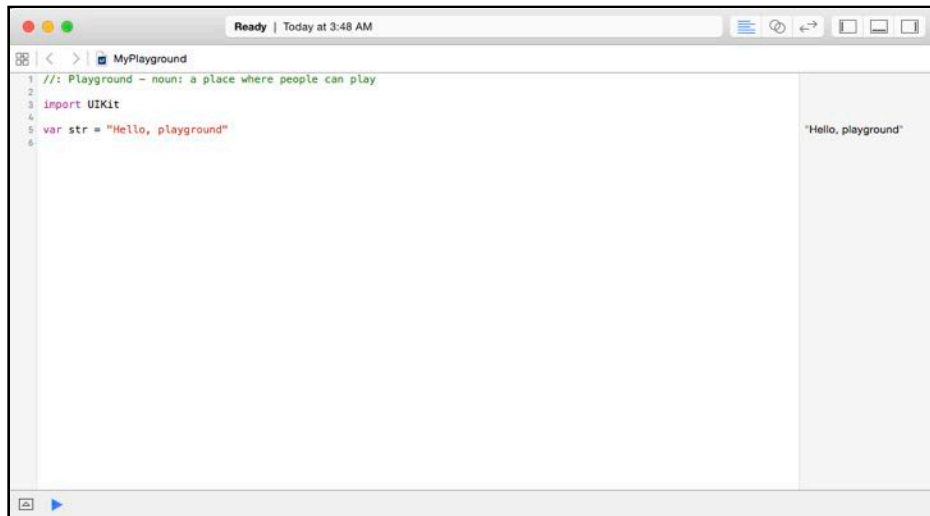 Ready | Today at 3:48 AM
MyPlayground
1 //: Playground - noun: a place where people can play
2
3 import UIKit
4
5 var str = "Hello, playground"
6
"Hello, playground"